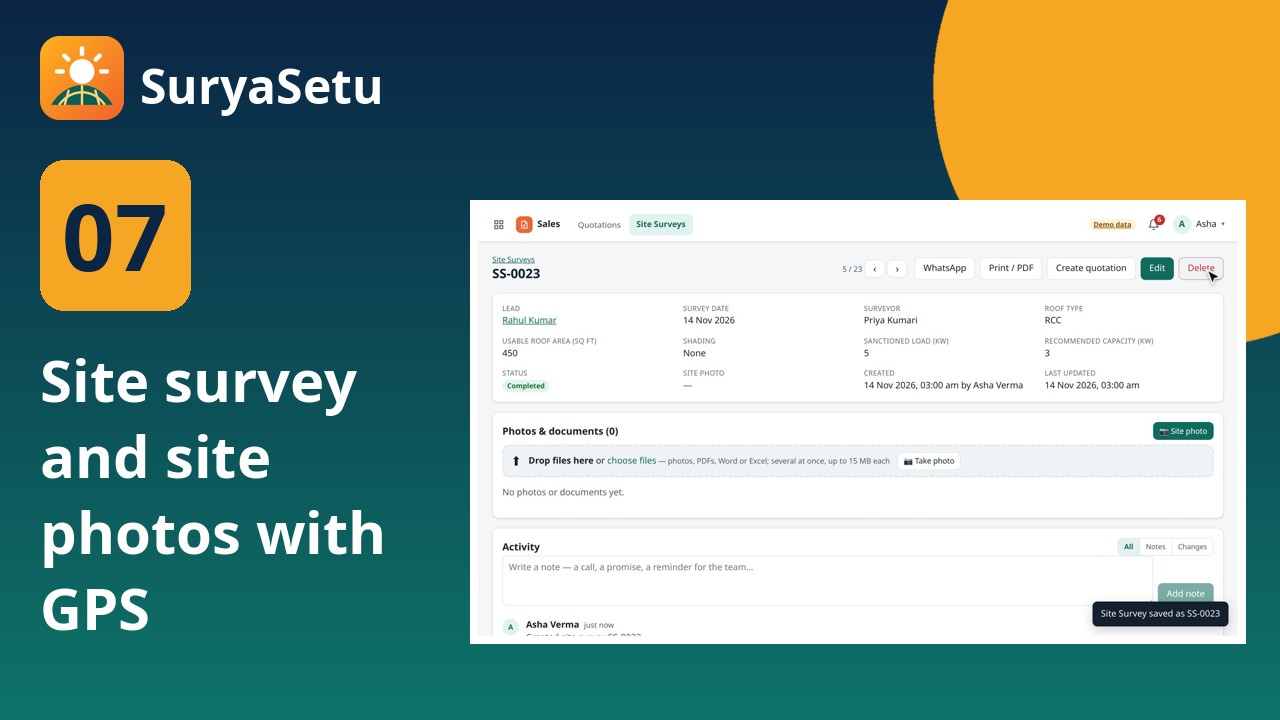 SuryaSetu
07
Site survey
and site
photos with
GPS
Sales Quotations Site Surveys Demo data 6 A Asha
Site Surveys
SS-0023
5 / 23 ‹ › WhatsApp Print / PDF Create quotation Edit Delete
LEAD SURVEY DATE SURVEYOR ROOF TYPE
Rahul Kumar 14 Nov 2026 Priya Kumari RCC
USABLE ROOF AREA (SQ FT) SHADING SANCTIONED LOAD (KW) RECOMMENDED CAPACITY (KW)
450 None 5 3
STATUS SITE PHOTO CREATED LAST UPDATED
Completed — 14 Nov 2026, 03:00 am by Asha Verma 14 Nov 2026, 03:00 am
Photos & documents (0) Site photo
Drop files here or choose files — photos, PDFs, Word or Excel; several at once, up to 15 MB each Take photo
No photos or documents yet.
Activity All Notes Changes
Write a note — a call, a promise, a reminder for the team...
Add note
Site Survey saved as SS-0023
A Asha Verma just now